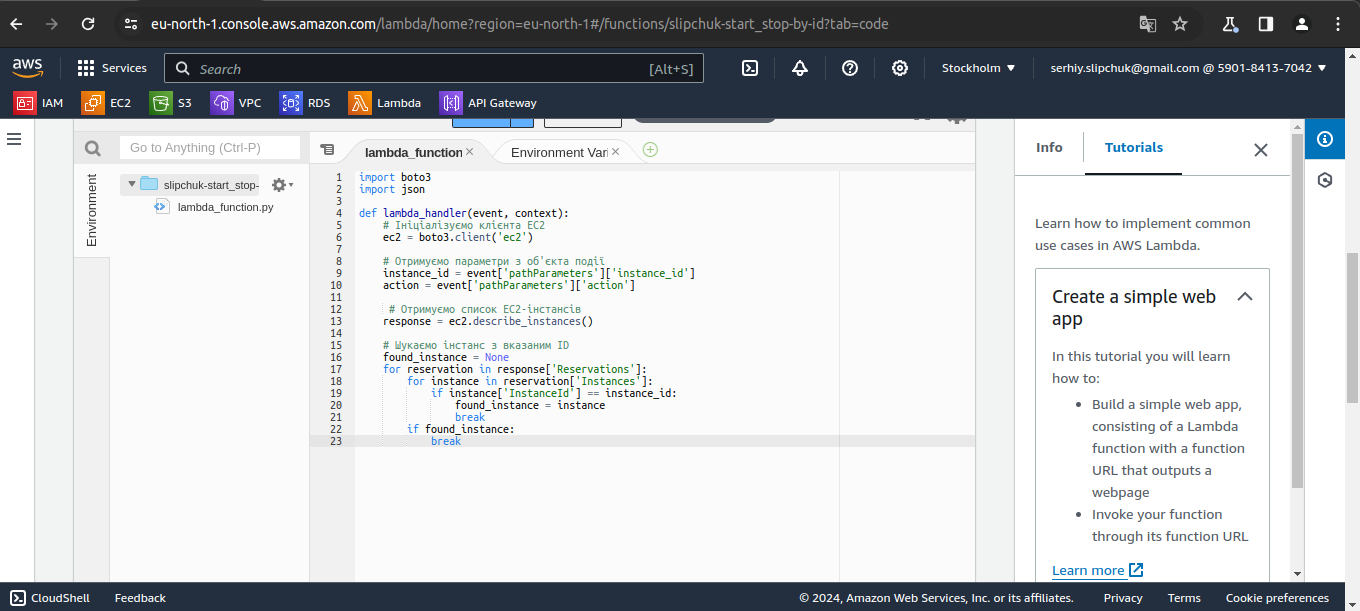 eu-north-1.console.aws.amazon.com/lambda/home?region=eu-north-1#/functions/slipchuk-start_stop-by-id?tab=code
aws
Services
Search
[Alt+S]
Stockholm
serhiy.slipchuk@gmail.com @ 5901-8413-7042
IAM
EC2
S3
VPC
RDS
Lambda
API Gateway
Go to Anything (Ctrl-P)
lambda_function
Environment Vari
Environment
slipchuk-start_stop-
lambda_function.py
1 import boto3
2 import json
3
4 def lambda_handler(event, context):
5 # Ініціалізуємо клієнта EC2
6 ec2 = boto3.client('ec2')
7
8 # Отримуємо параметри з об'єкта події
9 instance_id = event['pathParameters']['instance_id']
10 action = event['pathParameters']['action']
11
12 # Отримуємо список EC2-інстансів
13 response = ec2.describe_instances()
14
15 # Шукаємо інстанс з вказаним ID
16 found_instance = None
17 for reservation in response['Reservations']:
18 for instance in reservation['Instances']:
19 if instance['InstanceId'] == instance_id:
20 found_instance = instance
21 break
22 if found_instance:
23 break
Info
Tutorials
Learn how to implement common
use cases in AWS Lambda.
Create a simple web
app
In this tutorial you will learn
how to:
• Build a simple web app,
consisting of a Lambda
function with a function
URL that outputs a
webpage
• Invoke your function
through its function URL
Learn more
CloudShell
Feedback
© 2024, Amazon Web Services, Inc. or its affiliates.
Privacy
Terms
Cookie preferences